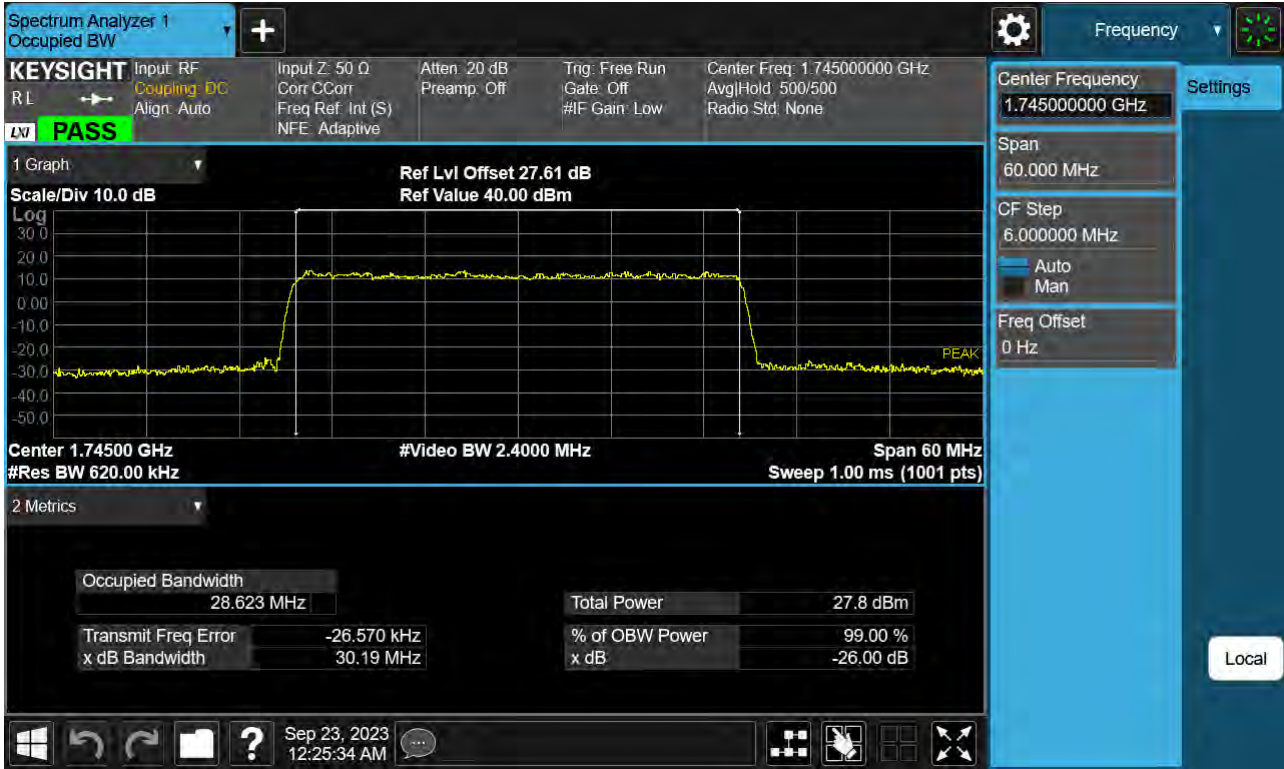 Spectrum Analyzer 1
Occupied BW
Frequency
KEYSIGHT
R L
LXI
PASS
Input: RF
Coupling: DC
Align: Auto
Input Z: 50 Ω
Corr CCorr
Freq Ref: Int (S)
NFE: Adaptive
Atten: 20 dB
Preamp: Off
Trig: Free Run
Gate: Off
#IF Gain: Low
Center Freq: 1.745000000 GHz
Avg|Hold: 500/500
Radio Std: None
Center Frequency
1.745000000 GHz
Settings
Span
60.000 MHz
CF Step
6.000000 MHz
Auto
Man
Freq Offset
0 Hz
Local
1 Graph
Scale/Div 10.0 dB
Ref Lvl Offset 27.61 dB
Ref Value 40.00 dBm
Log
30.0
20.0
10.0
0.00
-10.0
-20.0
-30.0
-40.0
-50.0
PEAK
Center 1.74500 GHz
#Video BW 2.4000 MHz
Span 60 MHz
#Res BW 620.00 kHz
Sweep 1.00 ms (1001 pts)
2 Metrics
Occupied Bandwidth
28.623 MHz
Total Power 27.8 dBm
Transmit Freq Error -26.570 kHz
% of OBW Power 99.00 %
x dB Bandwidth 30.19 MHz
x dB -26.00 dB
?
Sep 23, 2023
12:25:34 AM